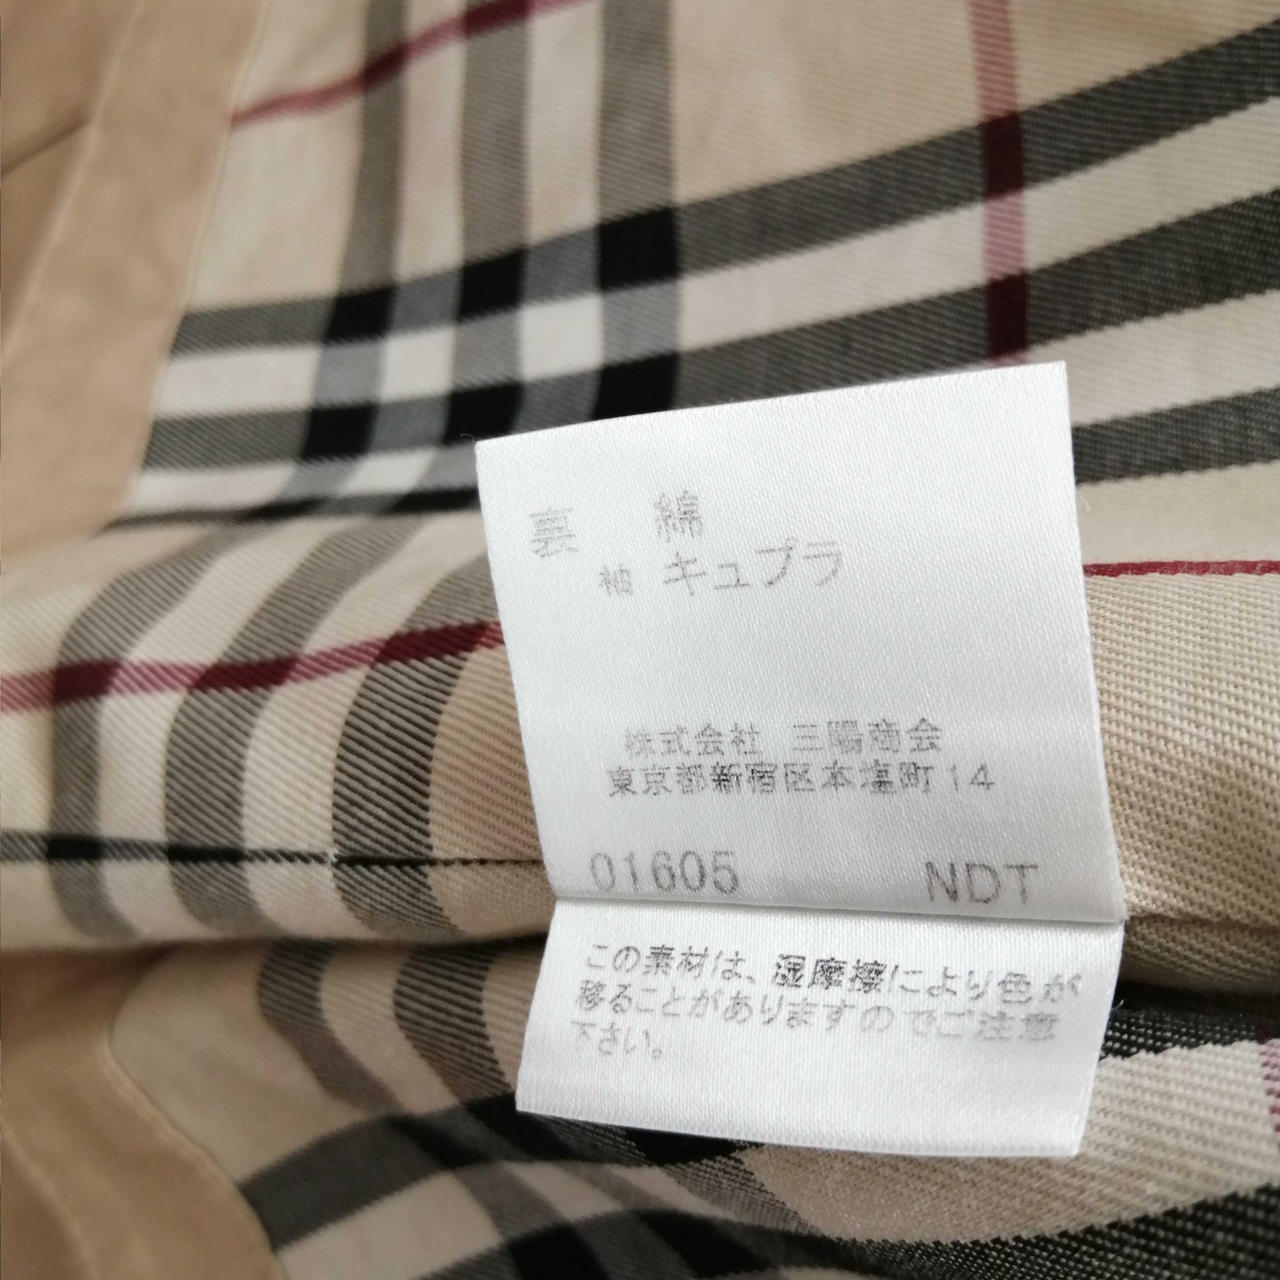 裏 綿
袖 キュプラ
株式会社 三陽商会
東京都新宿区本塩町14
01605 NDT
この素材は、湿摩擦により色が
移ることがありますのでご注意
下さい。